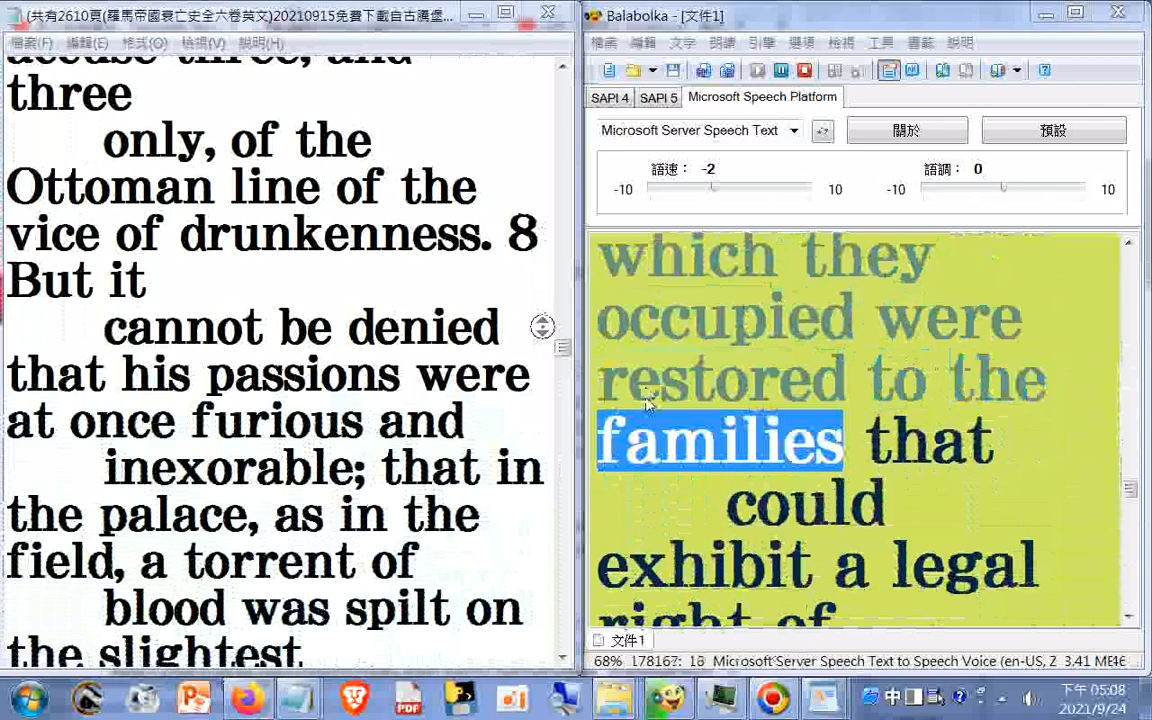 (共有2610頁(羅馬帝國衰亡史全六卷英文)20210915免費下載自古騰堡...
檔案(F) 編輯(E) 格式(O) 檢視(V) 說明(H)
accuse three, and
three
only, of the
Ottoman line of the
vice of drunkenness. 8
But it
cannot be denied
that his passions were
at once furious and
inexorable; that in
the palace, as in the
field, a torrent of
blood was spilt on
the slightest
Balabolka - [文件1]
檔案 編輯 文字 朗讀 引擎 選項 檢視 工具 書籤 說明
SAPI 4 SAPI 5 Microsoft Speech Platform
Microsoft Server Speech Text 關於 預設
語速: -2 語調: 0
-10 10 -10 10
which they
occupied were
restored to the
families that
could
exhibit a legal
right of
文件1
68% 178167: 18 Microsoft Server Speech Text to Speech Voice (en-US, Z 3.41 ME46
PDF
中
下午 05:08
2021/9/24